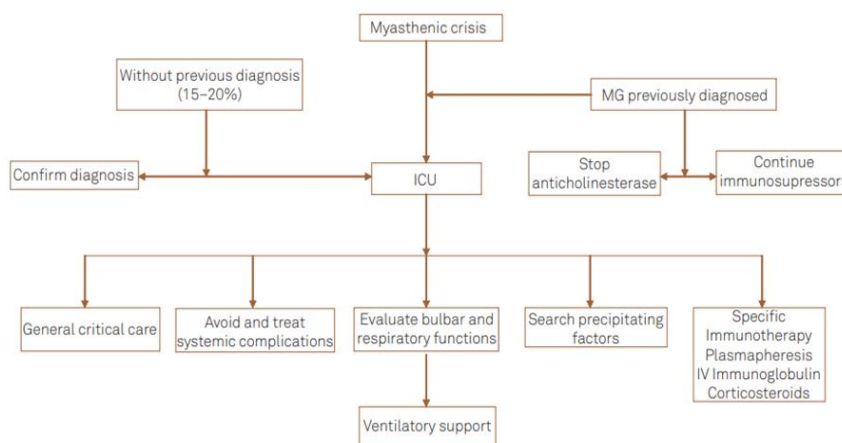 Myasthenic crisis
Without previous diagnosis
(15–20%)
MG previously diagnosed
Confirm diagnosis
ICU
Stop
anticholinesterase
Continue
immunosupressors
General critical care
Avoid and treat
systemic complications
Evaluate bulbar and
respiratory functions
Search precipitating
factors
Specific
Immunotherapy
Plasmapheresis
IV Immunoglobulin
Corticosteroids
Ventilatory support